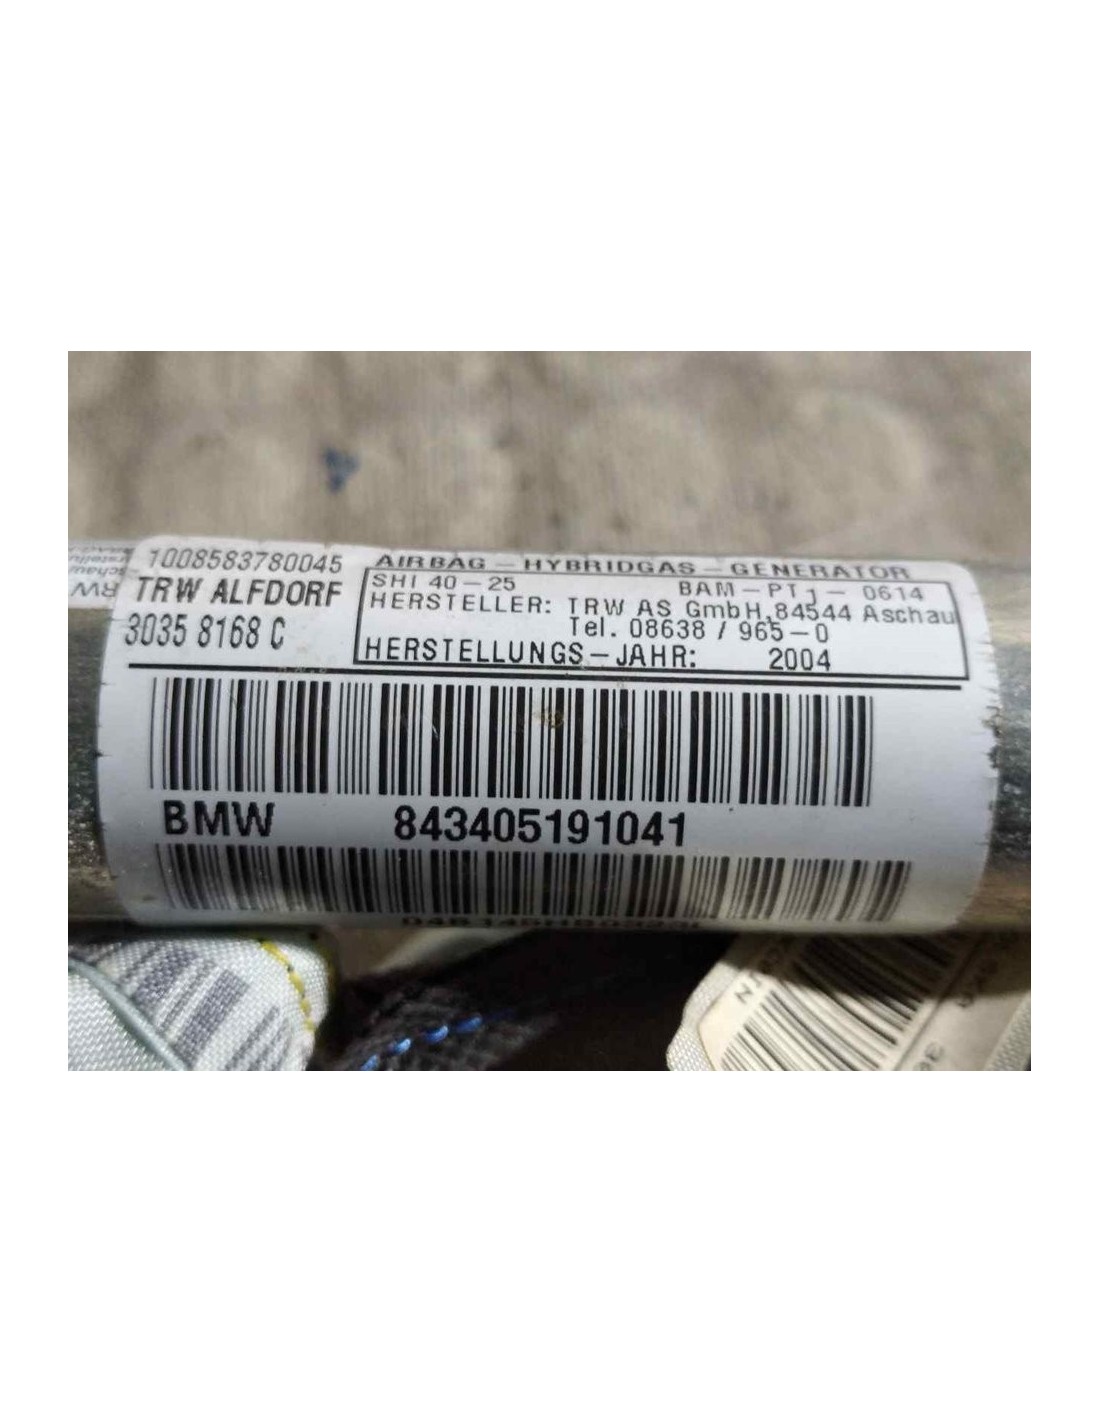 1008583780045
TRW ALFDORF
3035 8168 C
AIRBAG - HYBRIDGAS - GENERATOR
SHI 40-25 BAM-PT1- 0614
HERSTELLER: TRW AS GmbH, 84544 Aschau
Tel. 08638 / 965-0
HERSTELLUNGS-JAHR: 2004
BMW 843405191041